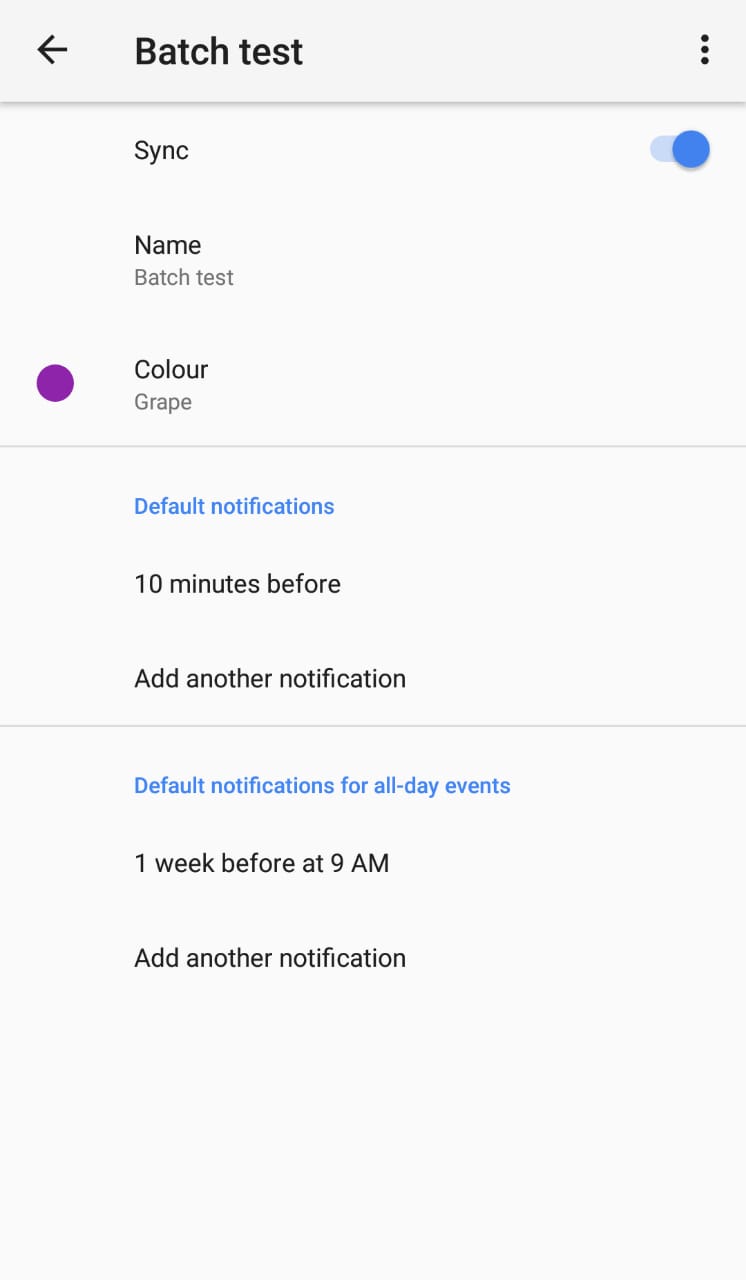 Batch test
Sync
Name
Batch test
Colour
Grape
Default notifications
10 minutes before
Add another notification
Default notifications for all-day events
1 week before at 9 AM
Add another notification